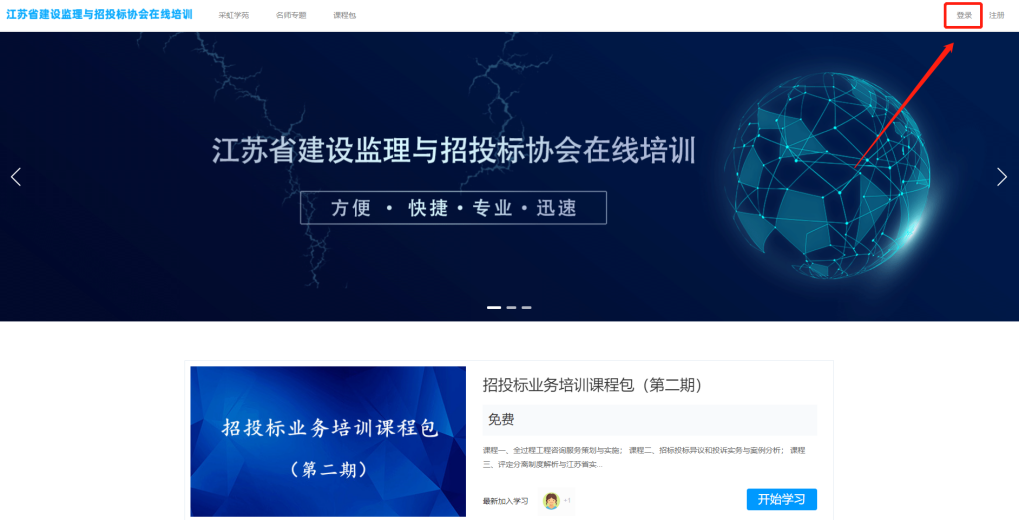 江苏省建设监理与招投标协会在线培训 采虹学苑 名师专题 课程包 登录 注册
江苏省建设监理与招投标协会在线培训
方便 · 快捷 · 专业 · 迅速
招投标业务培训课程包
（第二期）
招投标业务培训课程包（第二期）
免费
课程一、全过程工程咨询服务策划与实施； 课程二、招标投标异议和投诉实务与案例分析； 课程
三、评定分离制度解析与江苏省实...
最新加入学习 +1
开始学习